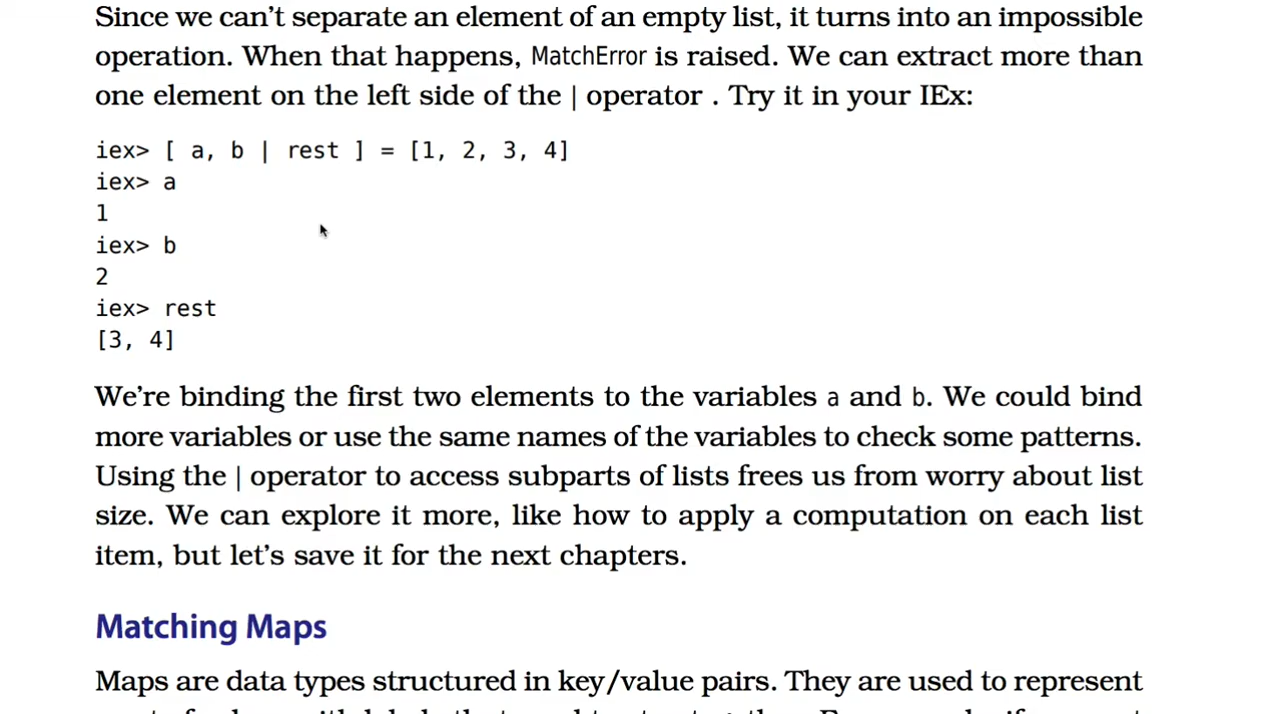 Since we can't separate an element of an empty list, it turns into an impossible
operation. When that happens, MatchError is raised. We can extract more than
one element on the left side of the | operator . Try it in your IEx:
iex> [ a, b | rest ] = [1, 2, 3, 4]
iex> a
1
iex> b
2
iex> rest
[3, 4]
We're binding the first two elements to the variables a and b. We could bind
more variables or use the same names of the variables to check some patterns.
Using the | operator to access subparts of lists frees us from worry about list
size. We can explore it more, like how to apply a computation on each list
item, but let's save it for the next chapters.
Matching Maps
Maps are data types structured in key/value pairs. They are used to represent